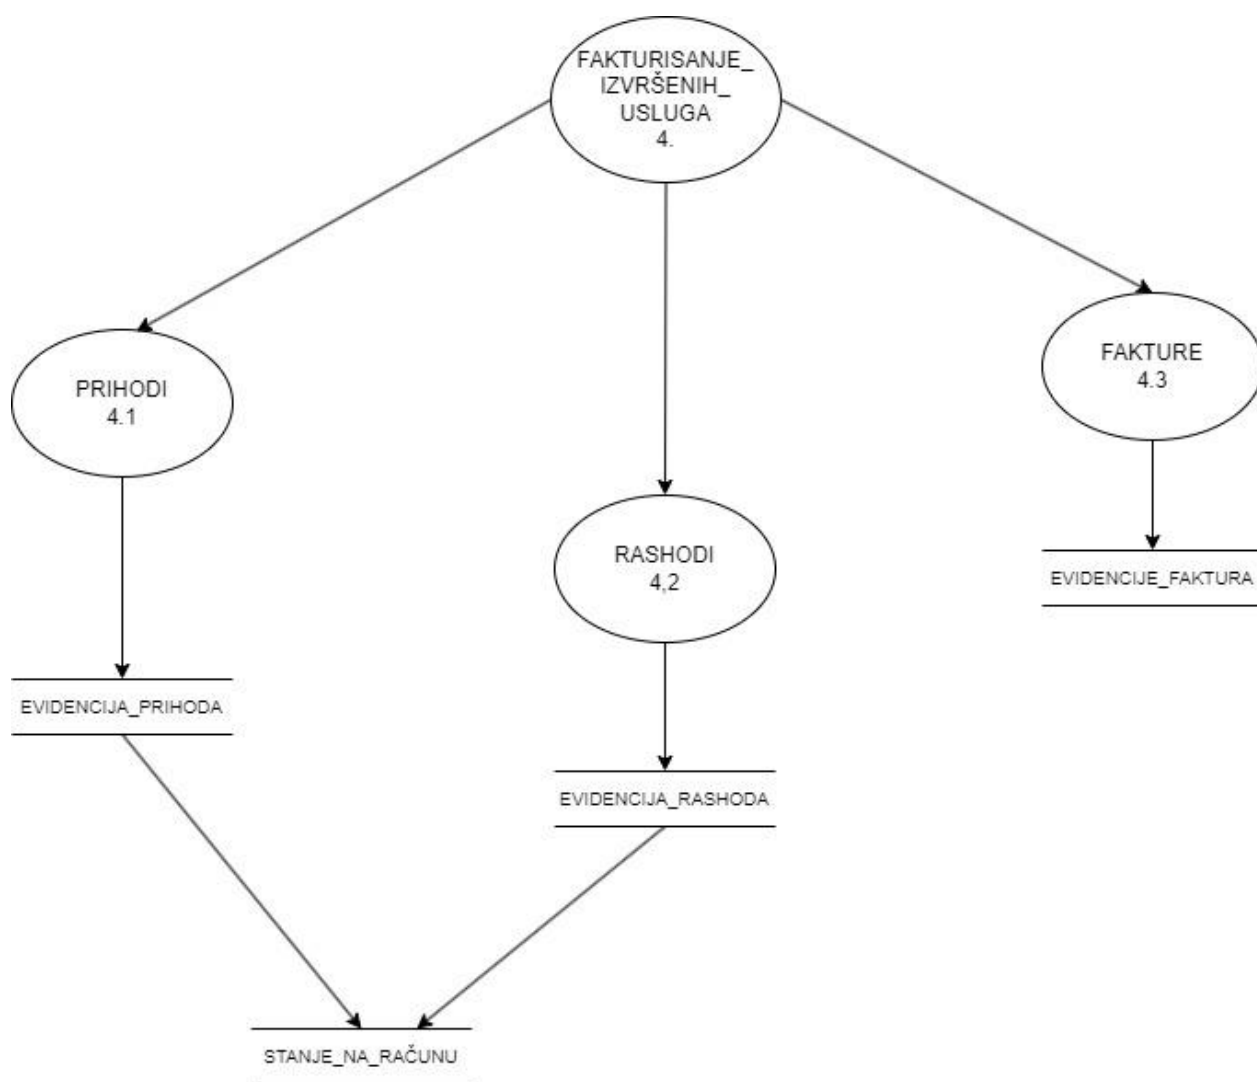 FAKTURISANJE_
IZVRŠENIH_
USLUGA
4.
PRIHODI
4.1
FAKTURE
4.3
RASHODI
4,2
EVIDENCIJE_FAKTURA
EVIDENCIJA_PRIHODA
EVIDENCIJA_RASHODA
STANJE_NA_RAČUNU